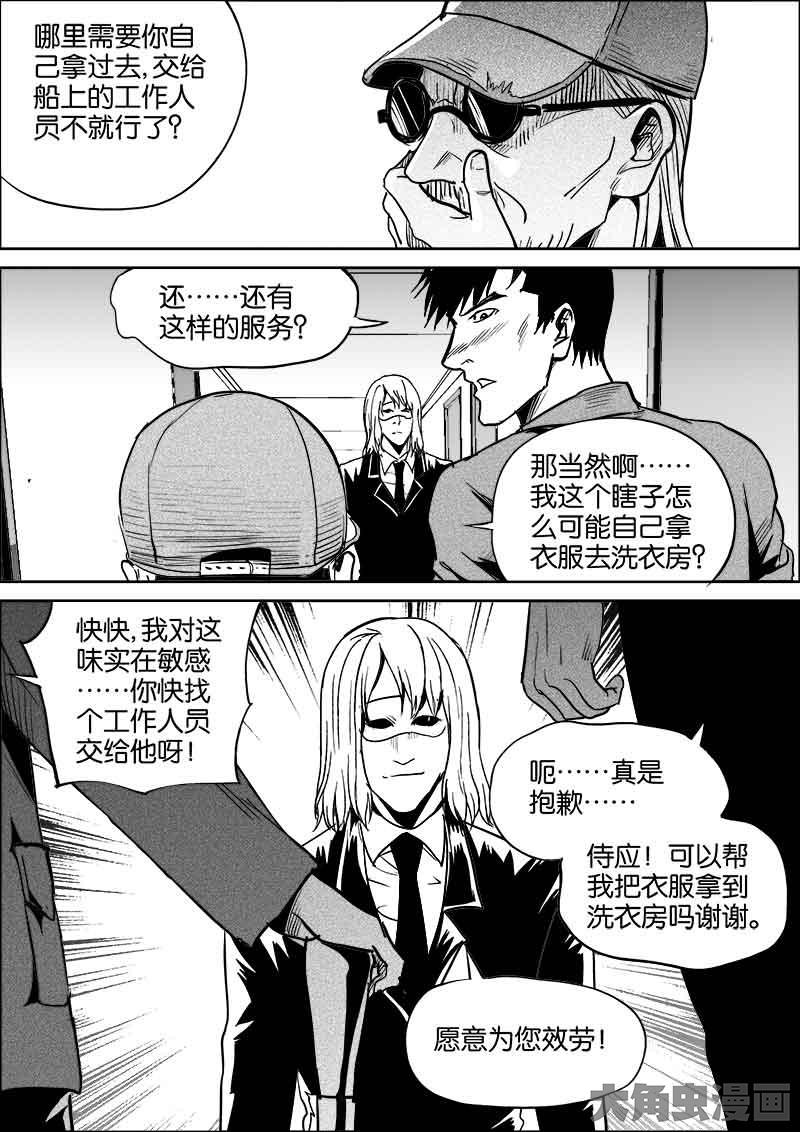 哪里需要你自
己拿过去,交给
船上的工作人
员不就行了?
还……还有
这样的服务?
那当然啊……
我这个瞎子怎
么可能自己拿
衣服去洗衣房?
快快,我对这
味实在敏感
……你快找
个工作人员
交给他呀!
呃……真是
抱歉……
侍应!可以帮
我把衣服拿到
洗衣房吗谢谢。
愿意为您效劳!
大角虫漫画